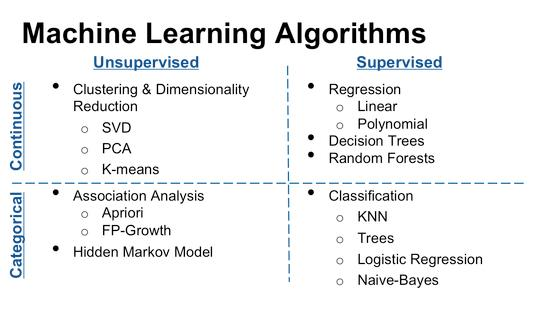 Machine Learning Algorithms
Unsupervised
Supervised
Continuous
• Clustering & Dimensionality
Reduction
o SVD
o PCA
o K-means
• Regression
o Linear
o Polynomial
• Decision Trees
• Random Forests
Categorical
• Association Analysis
o Apriori
o FP-Growth
• Hidden Markov Model
• Classification
o KNN
o Trees
o Logistic Regression
o Naive-Bayes